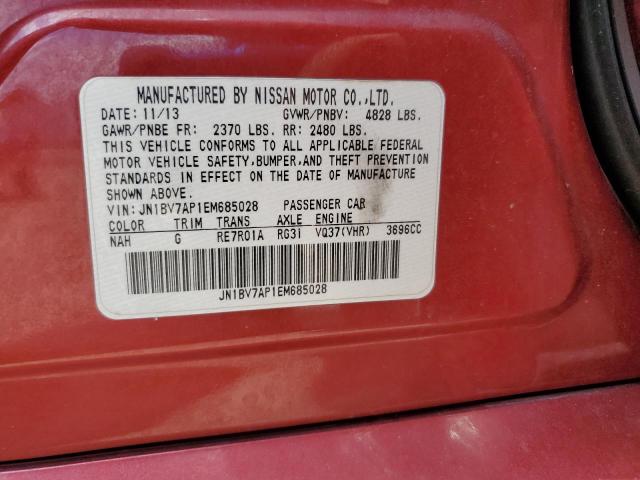 MANUFACTURED BY NISSAN MOTOR CO.,LTD.
DATE: 11/13 GVWR/PNBV: 4828 LBS.
GAWR/PNBE FR: 2370 LBS. RR: 2480 LBS.
THIS VEHICLE CONFORMS TO ALL APPLICABLE FEDERAL
MOTOR VEHICLE SAFETY,BUMPER,AND THEFT PREVENTION
STANDARDS IN EFFECT ON THE DATE OF MANUFACTURE
SHOWN ABOVE.
VIN: JN1BV7AP1EM685028 PASSENGER CAR
COLOR TRIM TRANS AXLE ENGINE
NAH G RE7R01A RG31 VQ37(VHR) 3696CC
JN1BV7AP1EM685028